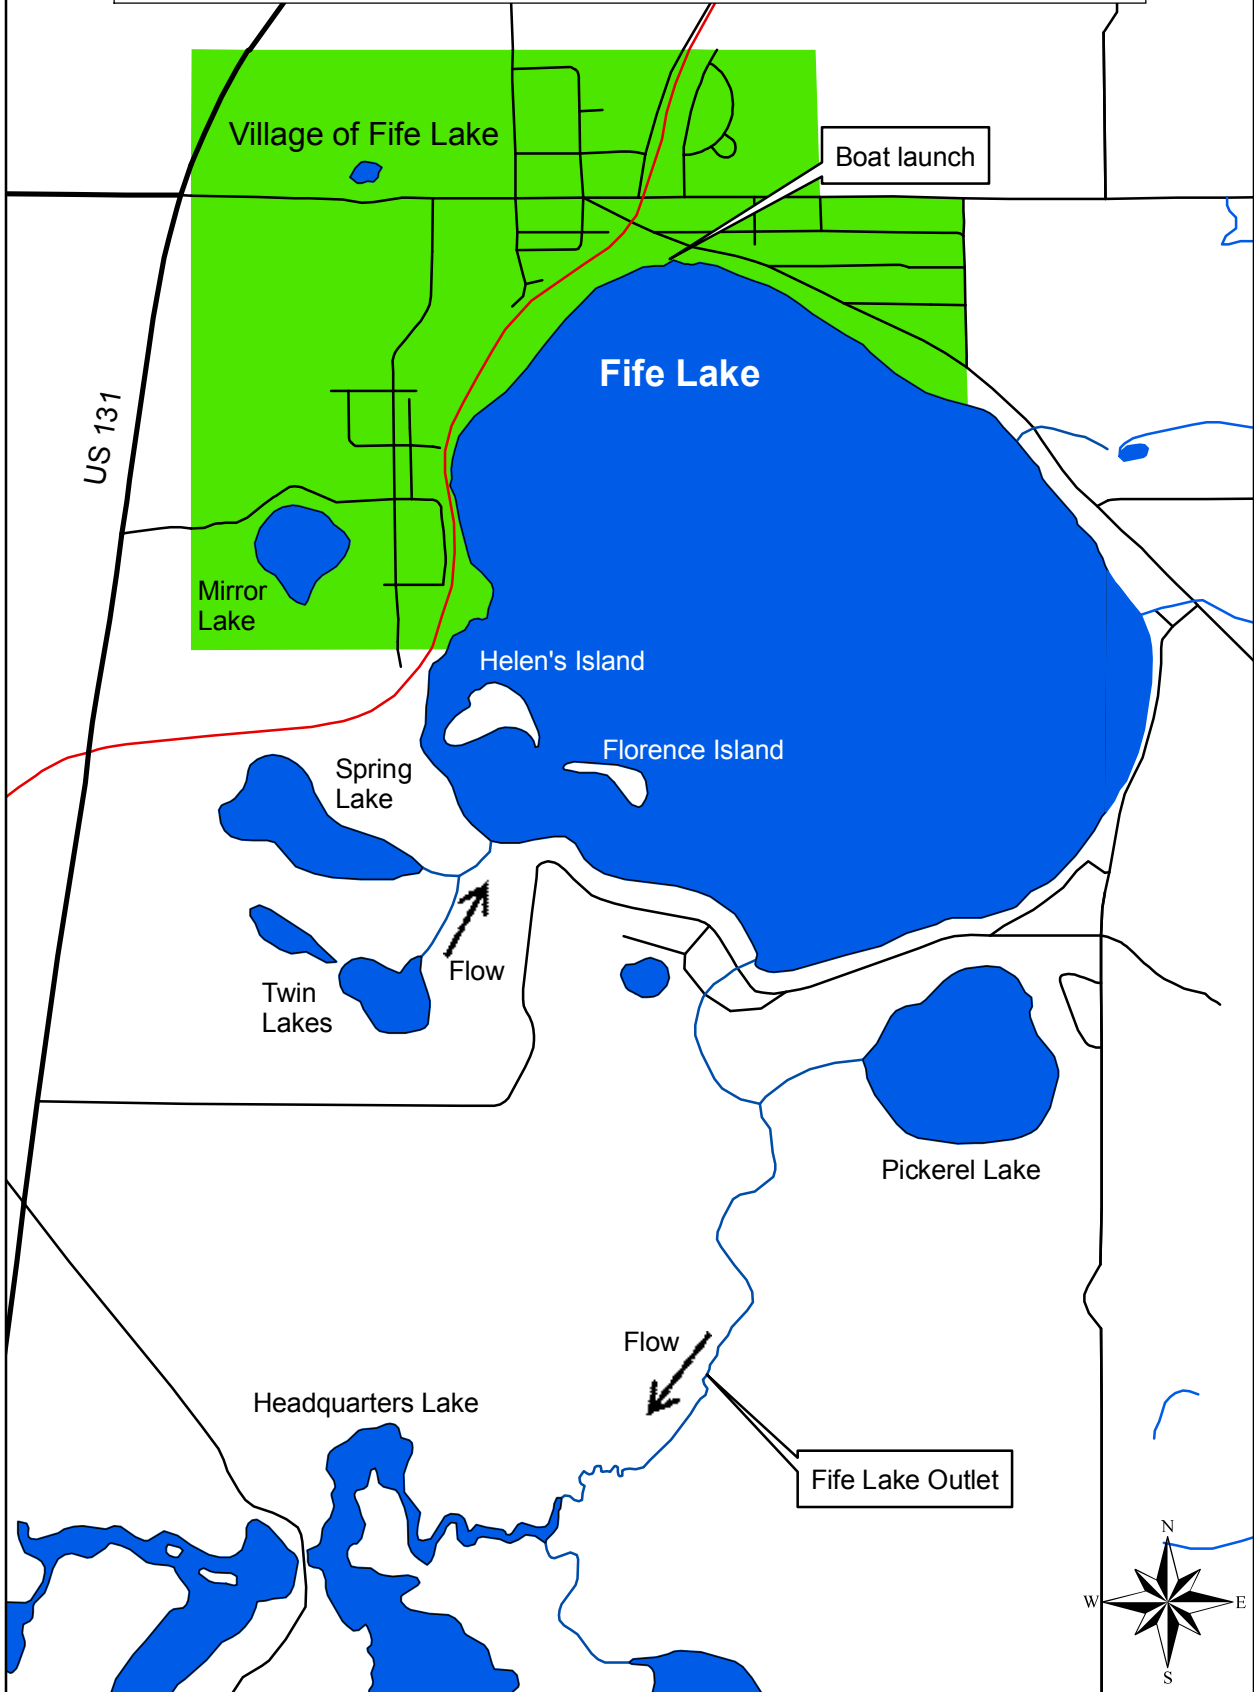 Village of Fife Lake
Boat launch
Fife Lake
US 131
Mirror
Lake
Helen's Island
Florence Island
Spring
Lake
Flow
Twin
Lakes
Pickerel Lake
Flow
Headquarters Lake
Fife Lake Outlet
N
W
E
S